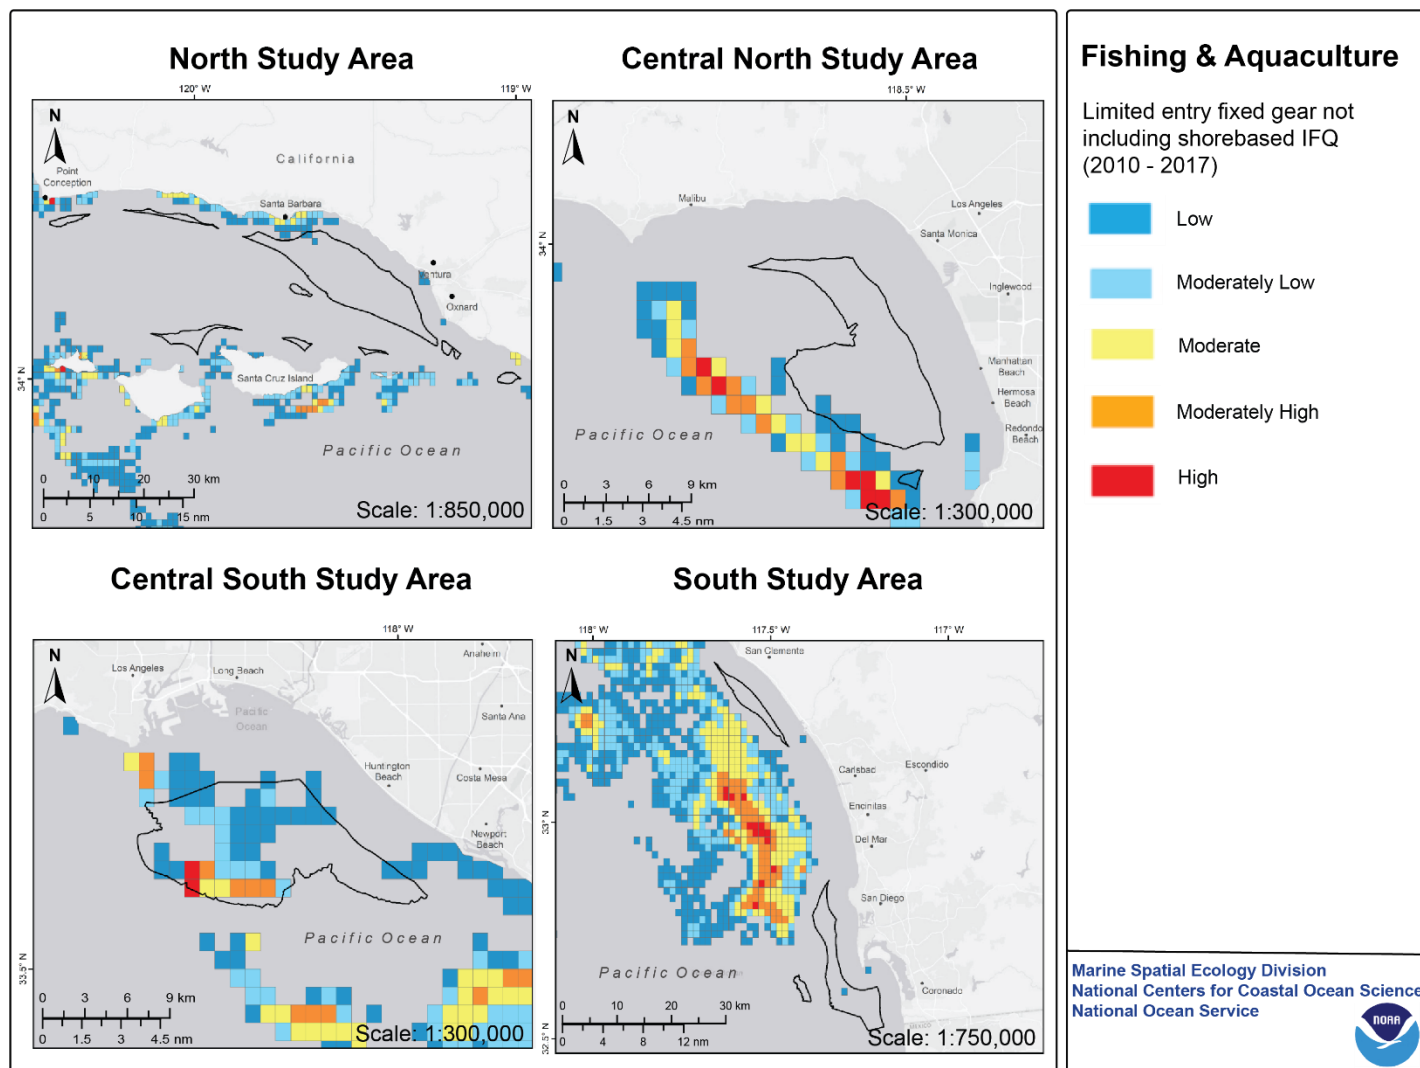 North Study Area
120° W
119° W
N
California
Point
Conception
Santa Barbara
Ventura
Oxnard
34° N
Santa Cruz Island
Pacific Ocean
0 10 20 30 km
0 5 10 15 nm
Scale: 1:850,000
Central North Study Area
118.5° W
N
Malibu
Los Angeles
Santa Monica
34° N
Inglewood
Manhattan
Beach
Hermosa
Beach
Redondo
Beach
Pacific Ocean
0 3 6 9 km
0 1.5 3 4.5 nm
Scale: 1:300,000
Central South Study Area
118° W
N
Los Angeles
Long Beach
Anaheim
Pacific
Ocean
Santa Ana
Huntington
Beach
Costa Mesa
Newport
Beach
Pacific Ocean
33.5° N
0 3 6 9 km
0 1.5 3 4.5 nm
Scale: 1:300,000
South Study Area
118° W
117.5° W
117° W
N
San Clemente
Carlsbad
Escondido
Encinitas
33° N
Del Mar
San Diego
Pacific Ocean
Coronado
MEXICO
0 10 20 30 km
0 4 8 12 nm
32.5° N
Scale: 1:750,000
Fishing & Aquaculture
Limited entry fixed gear not
including shorebased IFQ
(2010 - 2017)
Low
Moderately Low
Moderate
Moderately High
High
Marine Spatial Ecology Division
National Centers for Coastal Ocean Science
National Ocean Service
NOAA